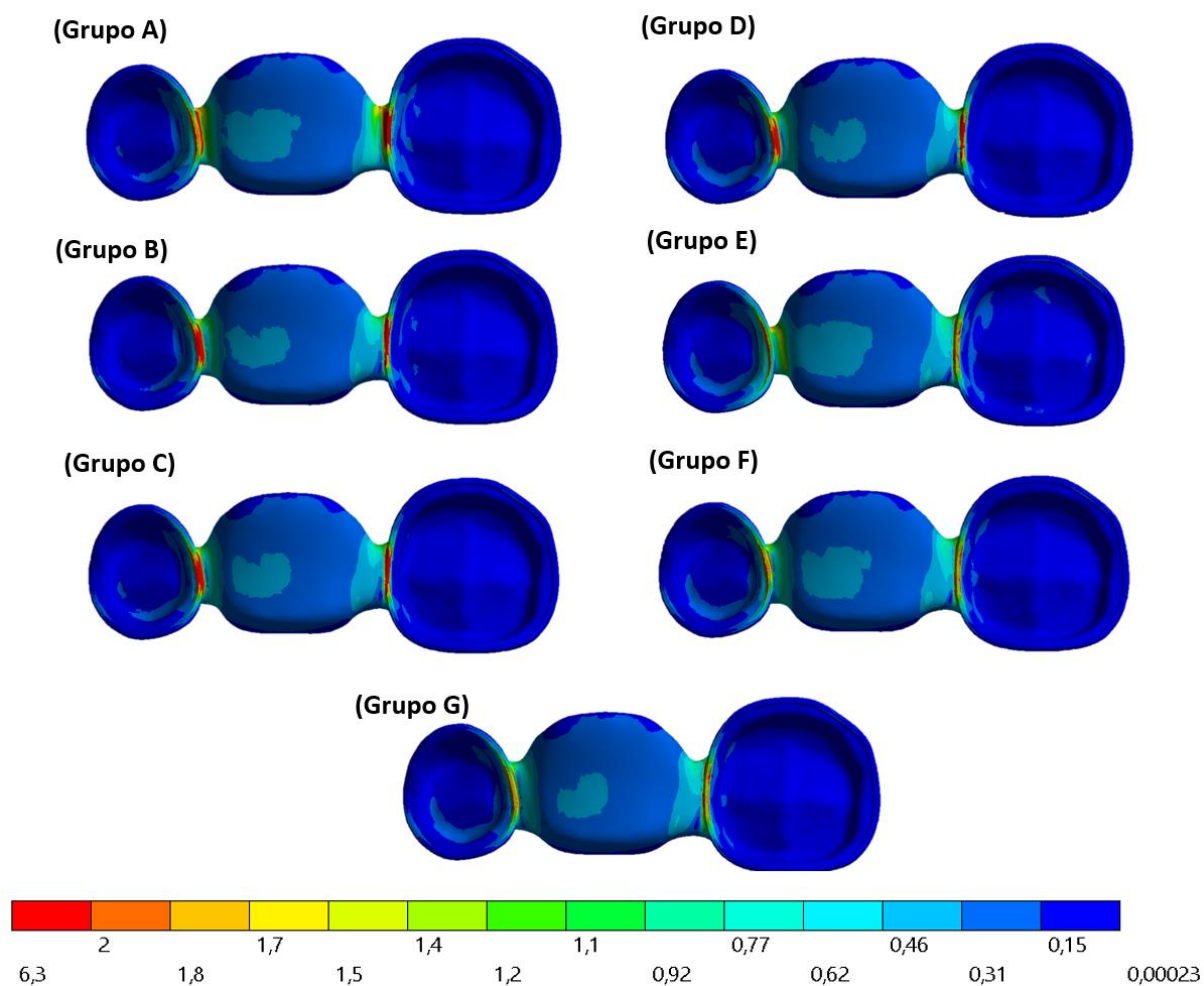 (Grupo A)
(Grupo D)
(Grupo B)
(Grupo E)
(Grupo C)
(Grupo F)
(Grupo G)
2 1,7 1,4 1,1 0,77 0,46 0,15
6,3 1,8 1,5 1,2 0,92 0,62 0,31 0,00023